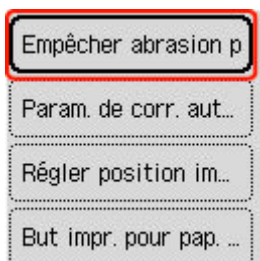 Empêcher abrasion p
Param. de corr. aut...
Régler position im...
But impr. pour pap. ...